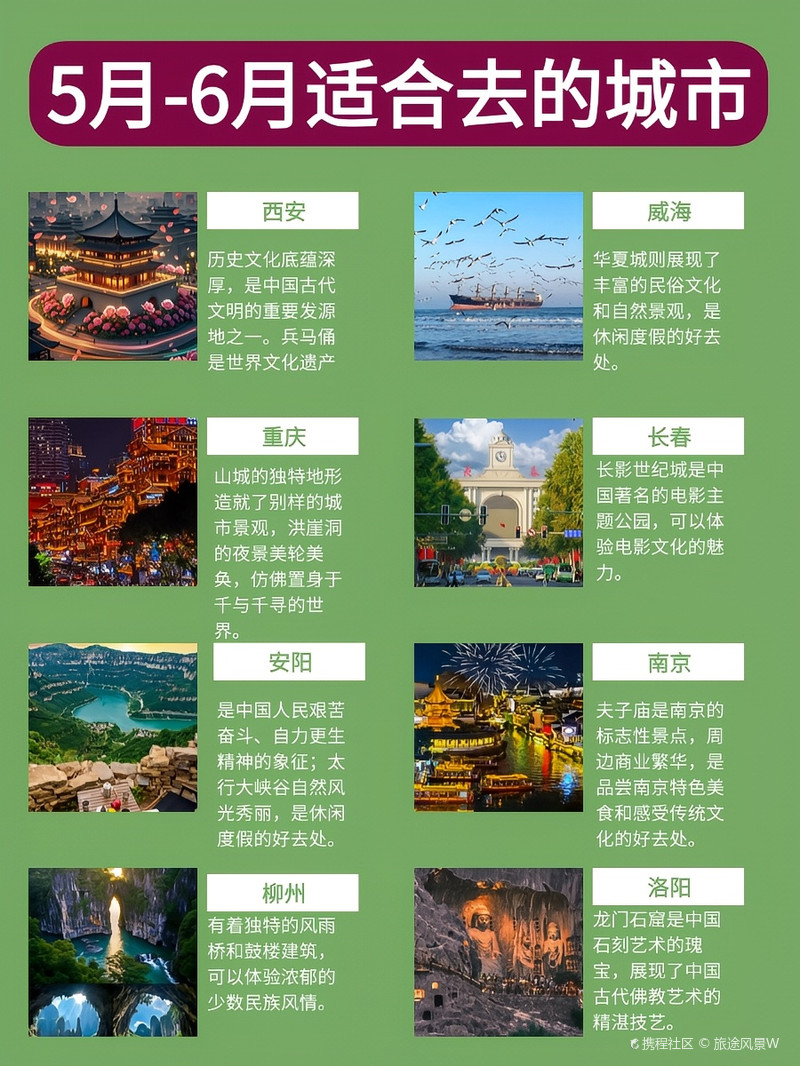 5月-6月适合去的城市
西安
历史文化底蕴深
厚，是中国古代
文明的重要发源
地之一。兵马俑
是世界文化遗产
威海
华夏城则展现了
丰富的民俗文化
和自然景观，是
休闲度假的好去
处。
重庆
山城的独特地形
造就了别样的城
市景观，洪崖洞
的夜景美轮美
奂，仿佛置身于
千与千寻的世
界。
长春
长影世纪城是中
国著名的电影主
题公园，可以体
验电影文化的魅
力。
安阳
是中国人民艰苦
奋斗、自力更生
精神的象征；太
行大峡谷自然风
光秀丽，是休闲
度假的好去处。
南京
夫子庙是南京的
标志性景点，周
边商业繁华，是
品尝南京特色美
食和感受传统文
化的好去处。
柳州
有着独特的风雨
桥和鼓楼建筑，
可以体验浓郁的
少数民族风情。
洛阳
龙门石窟是中国
石刻艺术的瑰
宝，展现了中国
古代佛教艺术的
精湛技艺。
携程社区 © 旅途风景W